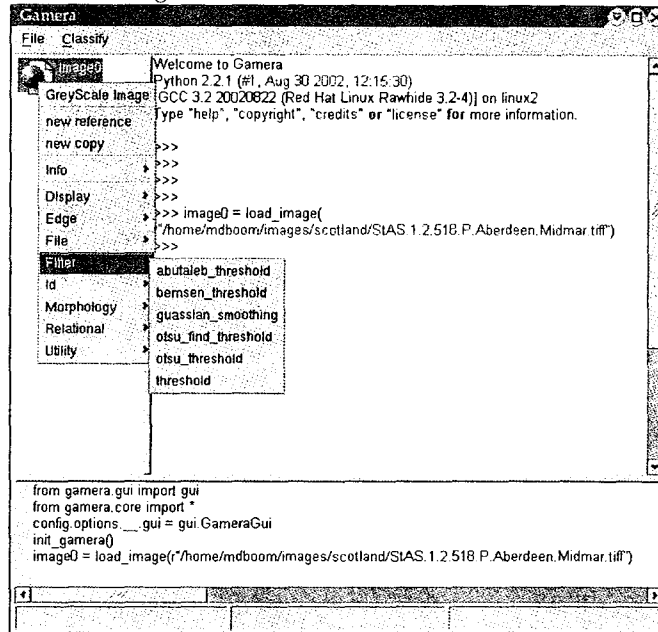 Gamera
File Classify
Image0
Welcome to Gamera
Python 2.2.1 (#1, Aug 30 2002, 12:15:30)
GCC 3.2 20020822 (Red Hat Linux Rawhide 3.2-4)] on linux2
Type "help", "copyright", "credits" or "license" for more information.
>>>
>>>
>>>
>>>
>>> image0 = load_image(
r"/home/mdboom/images/scotland/StAS.1.2.518.P.Aberdeen.Midmar.tiff")
>>>
GreyScale Image
new reference
new copy
Info
Display
Edge
File
Filter
Id
Morphology
Relational
Utility
abutaleb_threshold
bernsen_threshold
guassian_smoothing
otsu_find_threshold
otsu_threshold
threshold
from gamera.gui import gui
from gamera.core import *
config.options.__.gui = gui.GameraGui
init_gamera()
image0 = load_image(r"/home/mdboom/images/scotland/StAS.1.2.518.P.Aberdeen.Midmar.tiff")